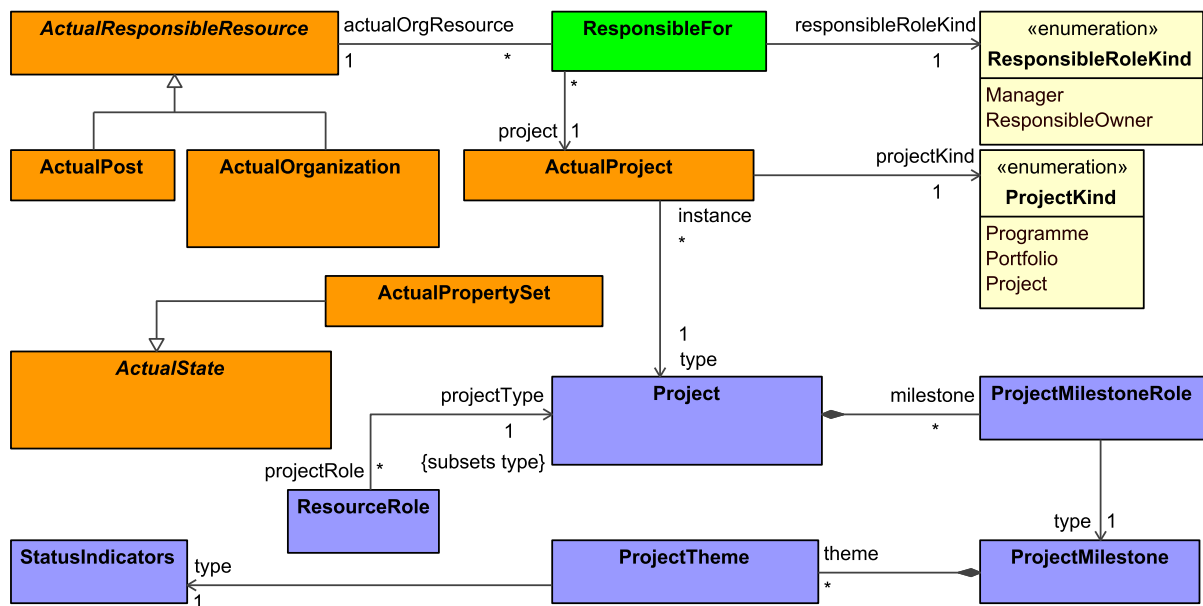 ActualResponsibleResource
actualOrgResource
1
*
ResponsibleFor
responsibleRoleKind
1
«enumeration»
ResponsibleRoleKind
Manager
ResponsibleOwner
*
project
1
ActualPost
ActualOrganization
ActualProject
projectKind
1
«enumeration»
ProjectKind
Programme
Portfolio
Project
instance
*
ActualPropertySet
1
type
ActualState
Project
projectType
1
{subsets type}
milestone
*
ProjectMilestoneRole
projectRole
*
ResourceRole
type
1
StatusIndicators
type
1
ProjectTheme
theme
*
ProjectMilestone